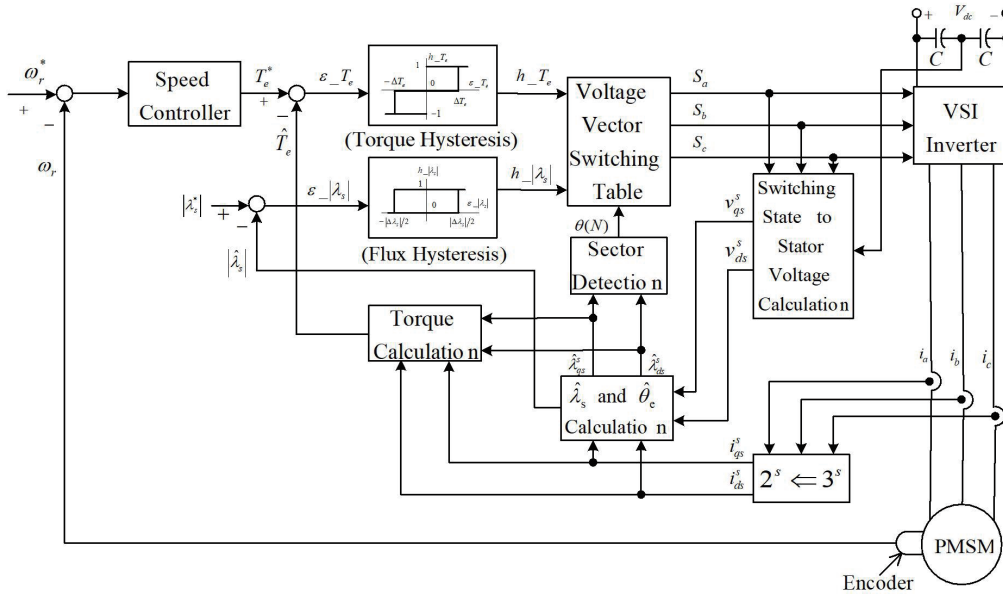 + V_dc −
C C
ω_r^*
+
−
ω_r
Speed
Controller
T_e^*
+
−
T̂_e
ε_T_e
h_T_e
1
−ΔT_e
0
ε_T_e
ΔT_e
−1
(Torque Hysteresis)
h_T_e
Voltage
Vector
Switching
Table
S_a
S_b
S_c
VSI
Inverter
|λ_s^*|
+
−
|λ̂_s|
ε_|λ_s|
h_|λ_s|
1
0
ε_|λ_s|
−|Δλ_s|/2
|Δλ_s|/2
(Flux Hysteresis)
h_|λ_s|
θ(N)
Sector
Detectio n
v_qs^s
v_ds^s
Switching
State to
Stator
Voltage
Calculation
Torque
Calculatio n
λ̂_qs^s
λ̂_ds^s
λ̂_s and θ̂_e
Calculatio n
i_a
i_b
i_c
i_qs^s
i_ds^s
2^s ⇐ 3^s
PMSM
Encoder